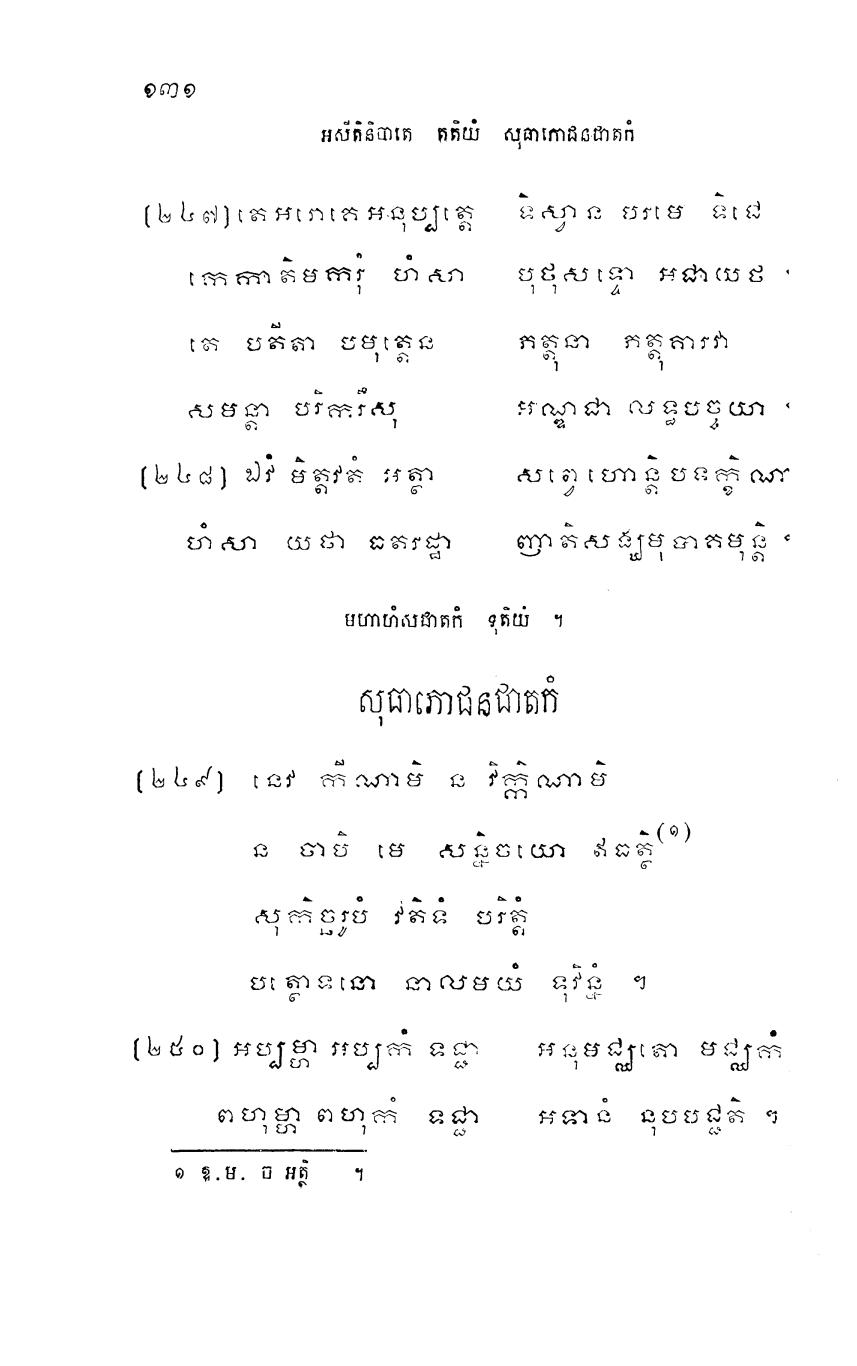 ១៣១
អសីតិនិបាតេ តតិយំ សុធាភោជនជាតកំ
(២៤៧) តេ អរោគេ អនុប្បត្តេ ទិស្វាន បរមេ ទិជេ
កេកាតិមករុំ ហំសា បុថុសទ្ទោ អជាយថ ។
តេ បតីតា បមុត្តេន ភត្តុនា ភត្តុគារវា
សមន្តា បរិករឹសុ អណ្ឌជា លទ្ធបច្ចយា ។
(២៤៨) ឯវំ មិត្តវតំ អត្ថា សព្វេ ហោន្តិ បទក្ខិណា
ហំសា យថា ធតរដ្ឋា ញាតិសង្ឃមុបាគមុន្តិ ។
មហាហំសជាតកំ ទុតិយំ ។
សុធាភោជនជាតកំ
(២៤៩) នេវ កីណាមិ ន វិក្កិណាមិ
ន ចាបិ មេ សន្និចយោ ឥធត្ថិ(១)
សុកិច្ឆរូបំ វតិទំ បរិត្តំ
បត្ថោទនោ នាលមយំ ទុវិន្នំ ។
(២៥០) អប្បម្ហា អប្បកំ ទជ្ជា អនុមជ្ឈតោ មជ្ឈកំ
ពហុម្ហា ពហុកំ ទជ្ជា អទានំ នុបបជ្ជតិ ។
១ ឱ.ម. ច អត្ថិ ។